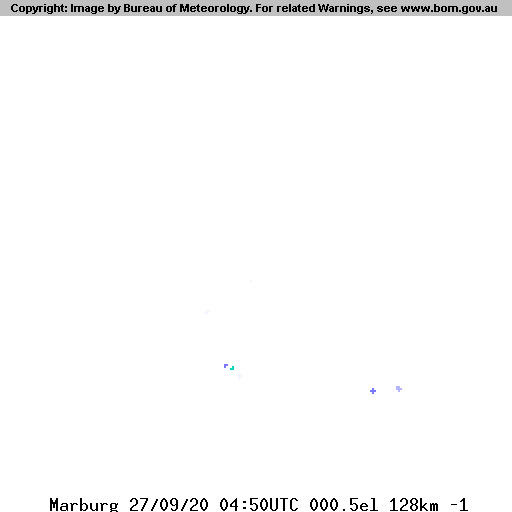 Copyright: Image by Bureau of Meteorology. For related Warnings, see www.bom.gov.au
Marburg 27/09/20 04:50UTC 000.5el 128km -1